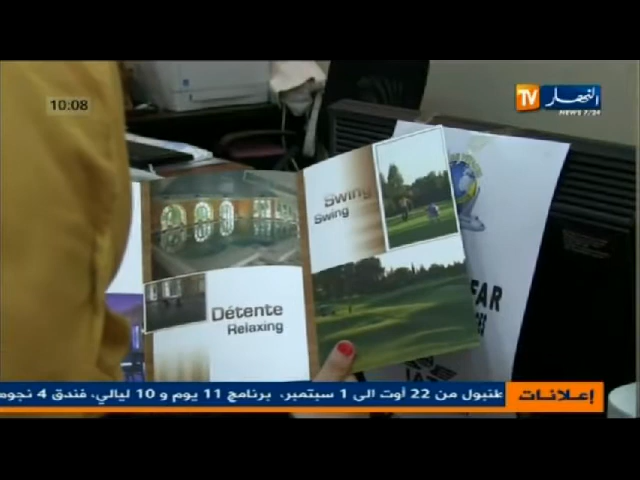 10:08
TV النهار
NEWS 7/24
Swing
Swing
Détente
Relaxing
FAR
إعلانات
طنبول من 22 أوت الى 1 سبتمبر، برنامج 11 يوم و 10 ليالي، فندق 4 نجوم